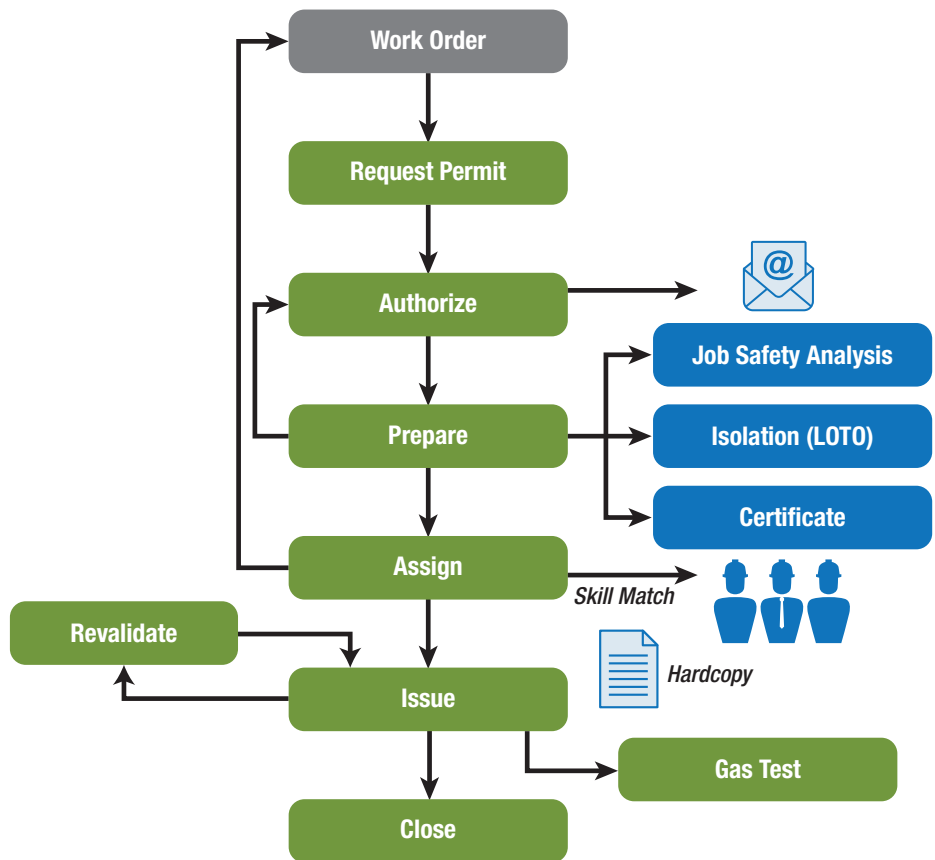 Work Order
Request Permit
@
Authorize
Job Safety Analysis
Prepare
Isolation (LOTO)
Certificate
Assign
Skill Match
Revalidate
Hardcopy
Issue
Gas Test
Close